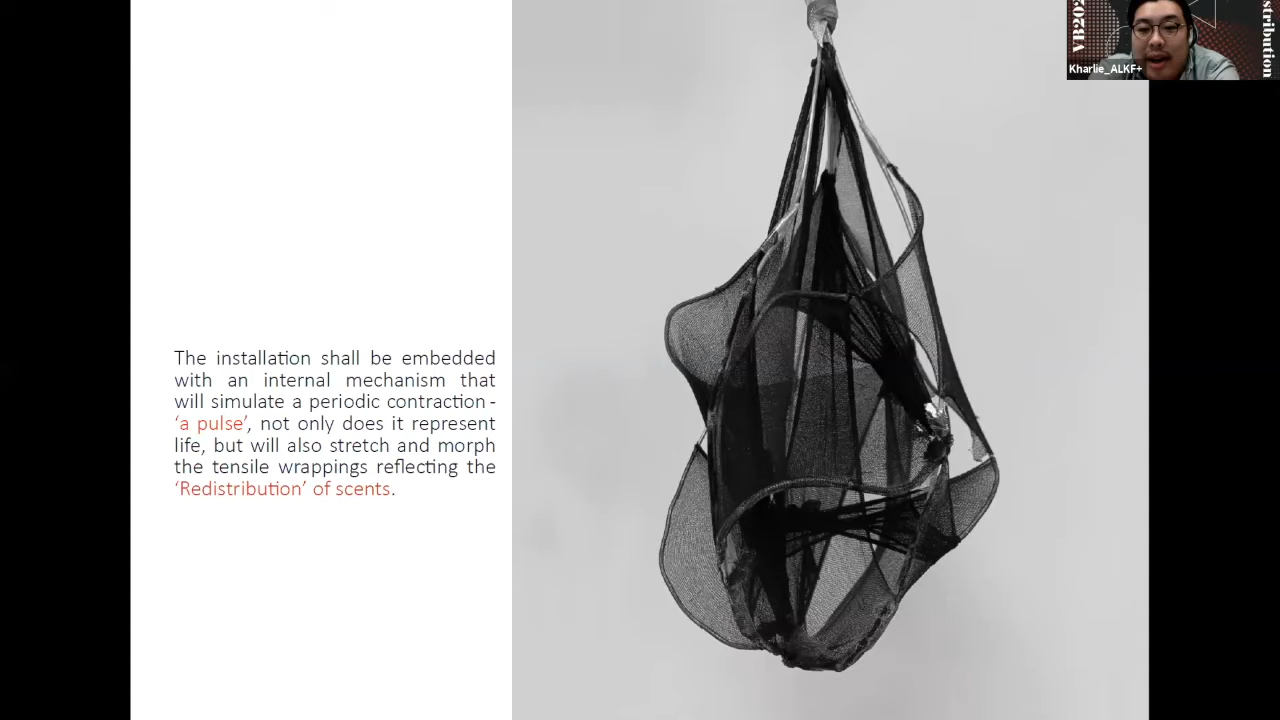 The installation shall be embedded
with an internal mechanism that
will simulate a periodic contraction -
‘a pulse’, not only does it represent
life, but will also stretch and morph
the tensile wrappings reflecting the
‘Redistribution’ of scents.
Kharlie_ALKF+